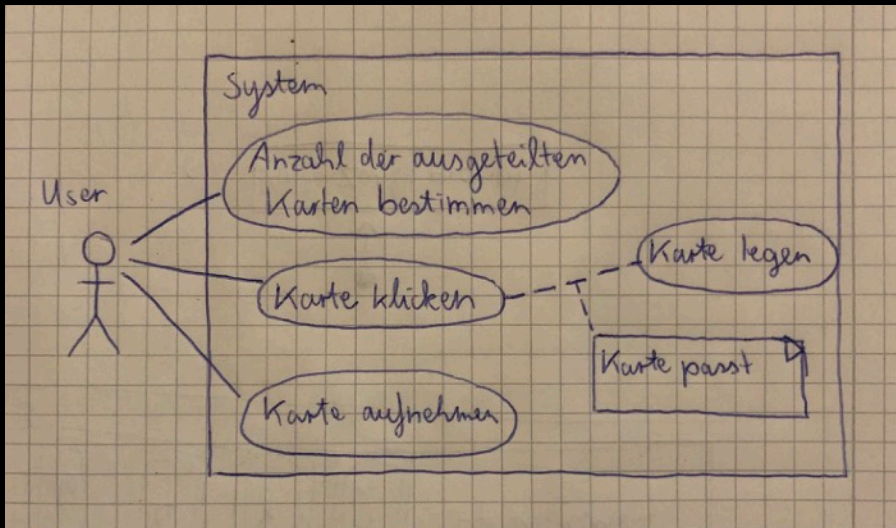 System
User
Anzahl der ausgeteilten
Karten bestimmen
Karte klicken
Karte legen
Karte passt
Karte aufnehmen